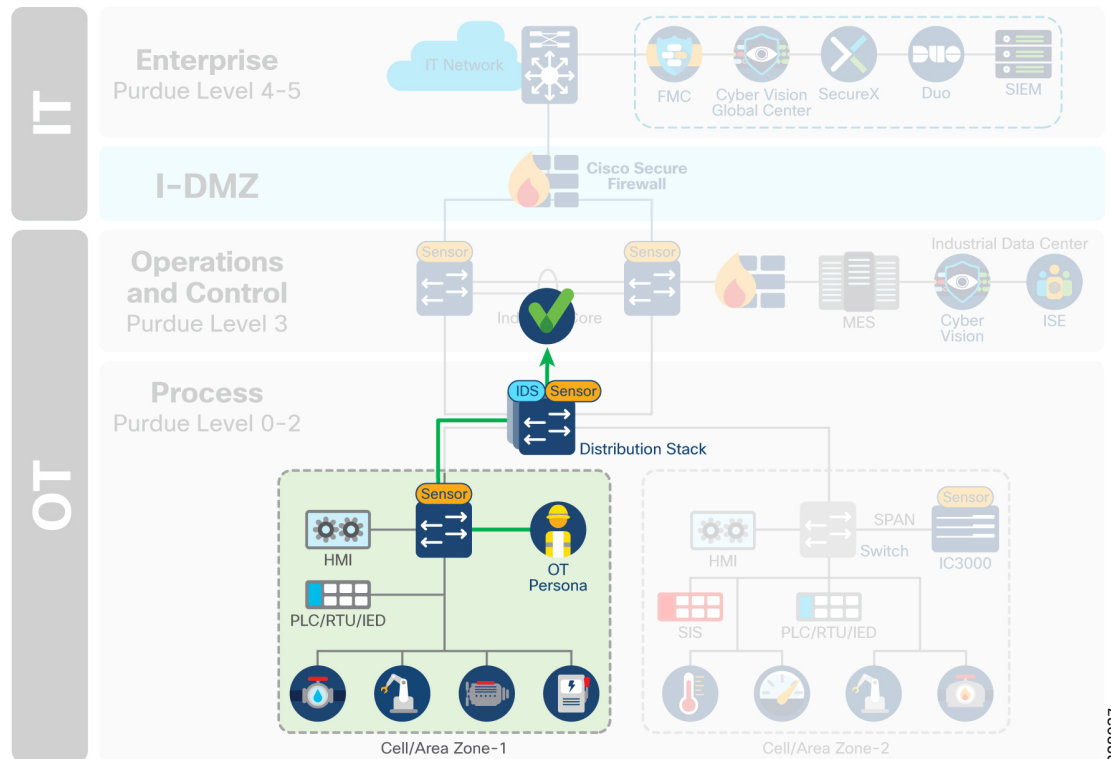 IT
Enterprise
Purdue Level 4-5
IT Network
FMC
Cyber Vision
Global Center
SecureX
DUO
Duo
SIEM
I-DMZ
Cisco Secure
Firewall
OT
Operations
and Control
Purdue Level 3
Sensor
Sensor
Industrial Data Center
MES
Cyber
Vision
ISE
Process
Purdue Level 0-2
IDS
Sensor
Distribution Stack
Sensor
HMI
OT
Persona
PLC/RTU/IED
Cell/Area Zone-1
Sensor
SPAN
Switch
HMI
IC3000
SIS
PLC/RTU/IED
Cell/Area Zone-2